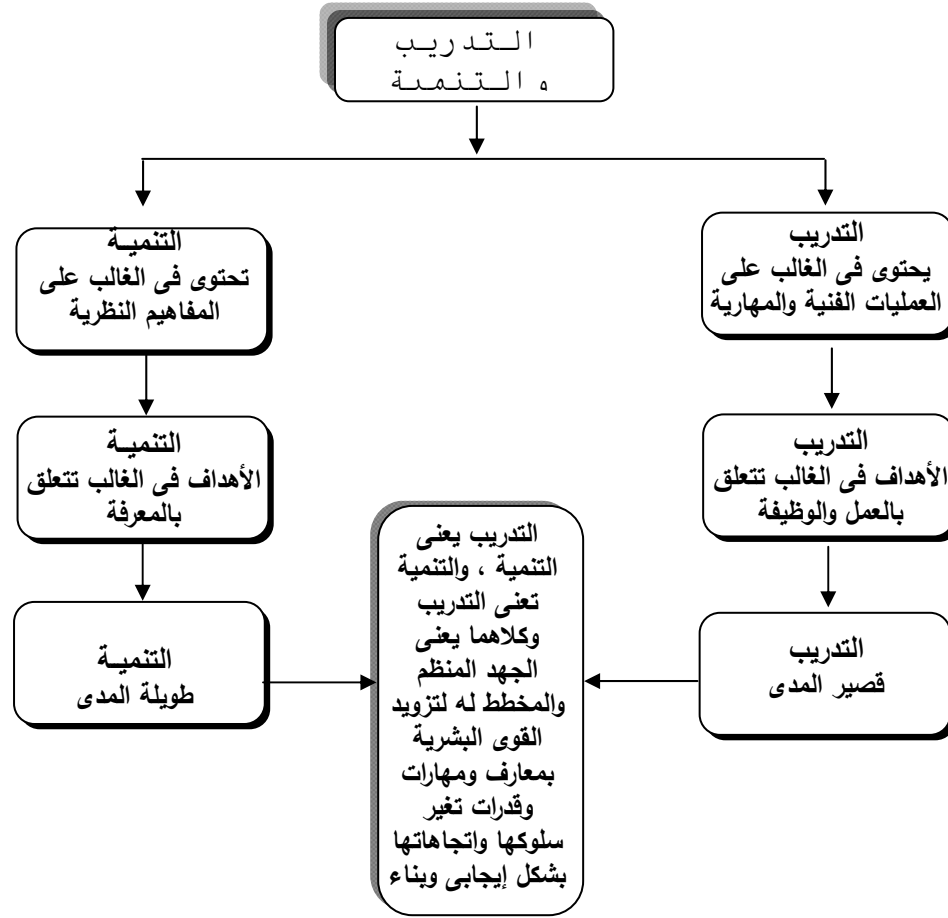 التدريب
و التنمية
التدريب
يحتوى فى الغالب على
العمليات الفنية والمهارية
التنميــة
تحتوى فى الغالب على
المفاهيم النظرية
التدريب
الأهداف فى الغالب تتعلق
بالعمل والوظيفة
التنميــة
الأهداف فى الغالب تتعلق
بالمعرفة
التدريب
قصير المدى
التنميــة
طويلة المدى
التدريب يعنى
التنمية ، والتنمية
تعنى التدريب
وكلاهما يعنى
الجهد المنظم
والمخطط له لتزويد
القوى البشرية
بمعارف ومهارات
وقدرات تغير
سلوكها واتجاهاتها
بشكل إيجابى وبناء